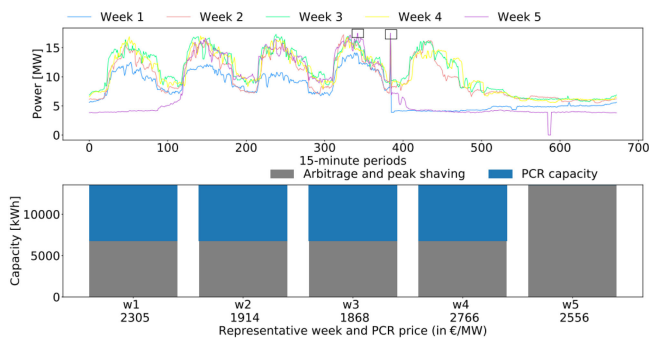 Week 1 Week 2 Week 3 Week 4 Week 5
Power [MW]
15
10
5
0
0 100 200 300 400 500 600 700
15-minute periods
Arbitrage and peak shaving PCR capacity
Capacity [kWh]
10000
5000
0
w1 w2 w3 w4 w5
2305 1914 1868 2766 2556
Representative week and PCR price (in €/MW)